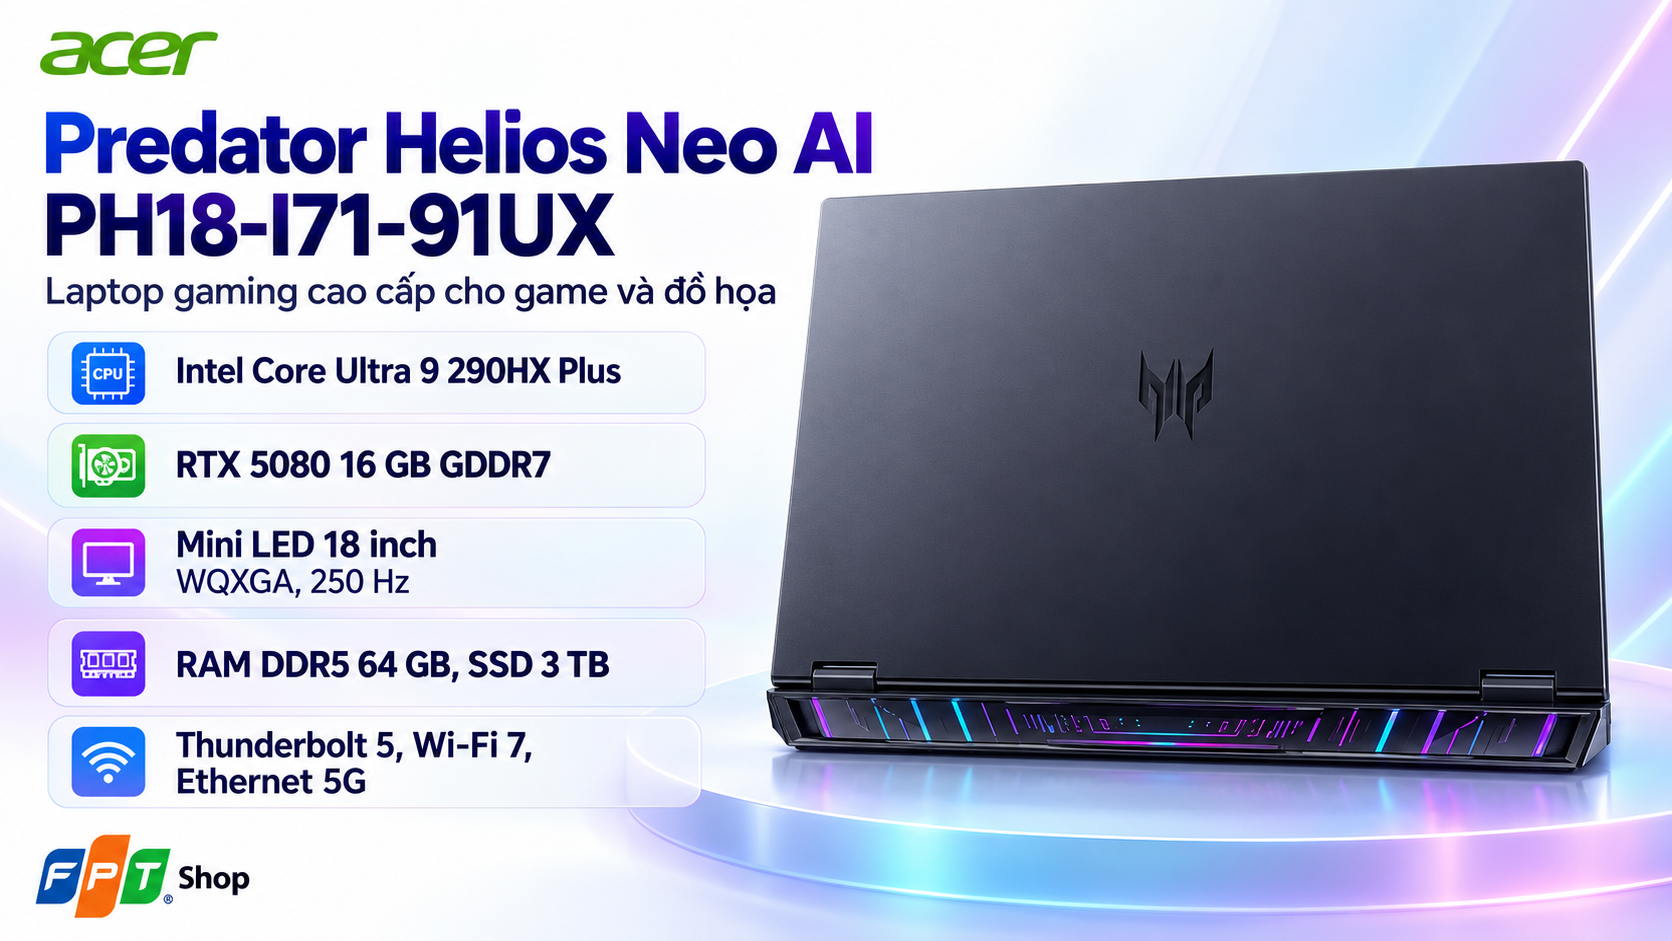 acer
Predator Helios Neo AI
PH18-I71-91UX
Laptop gaming cao cấp cho game và đồ họa
CPU
Intel Core Ultra 9 290HX Plus
RTX 5080 16 GB GDDR7
Mini LED 18 inch
WQXGA, 250 Hz
RAM DDR5 64 GB, SSD 3 TB
Thunderbolt 5, Wi-Fi 7,
Ethernet 5G
FPT® Shop